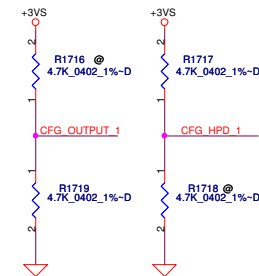 +3VS +3VS
2 2
R1716 @ R1717
4.7K_0402_1%~D 4.7K_0402_1%~D
1 1
CFG_OUTPUT_1 CFG_HPD_1
1 1
R1719 R1718 @
4.7K_0402_1%~D 4.7K_0402_1%~D
2 2